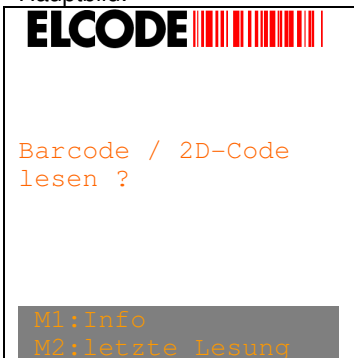 Hauptbild:
ELCODE
Barcode / 2D-Code
lesen ?
M1:Info
M2:letzte Lesung